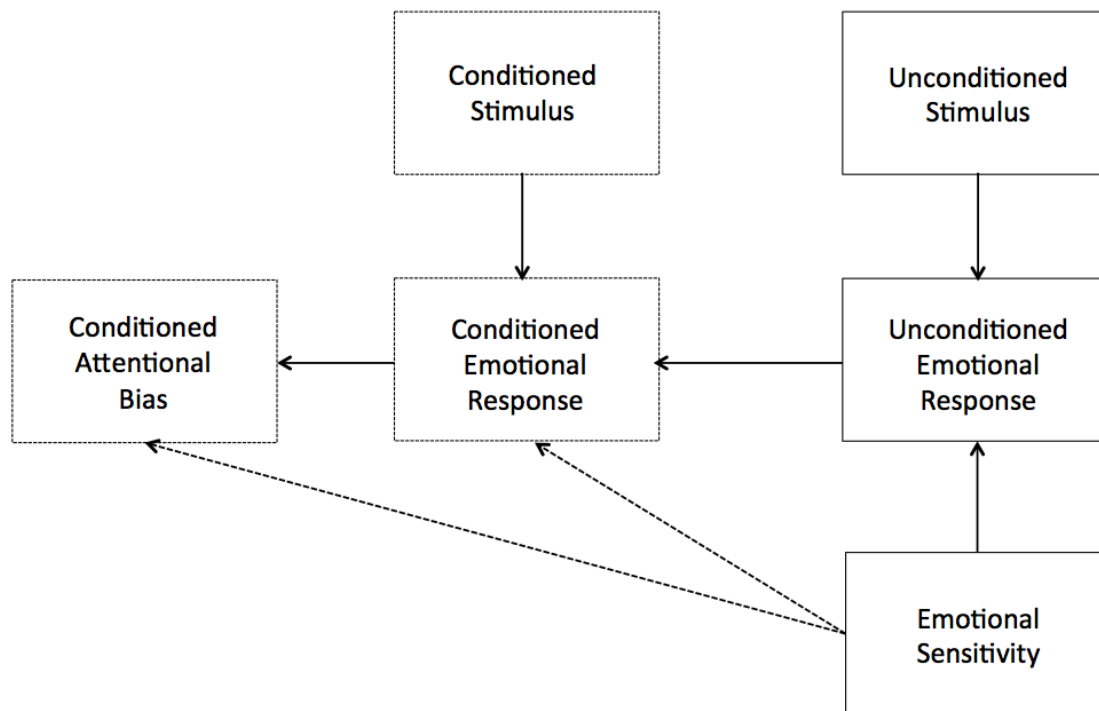 Conditioned
Stimulus
Unconditioned
Stimulus
Conditioned
Attentional
Bias
Conditioned
Emotional
Response
Unconditioned
Emotional
Response
Emotional
Sensitivity